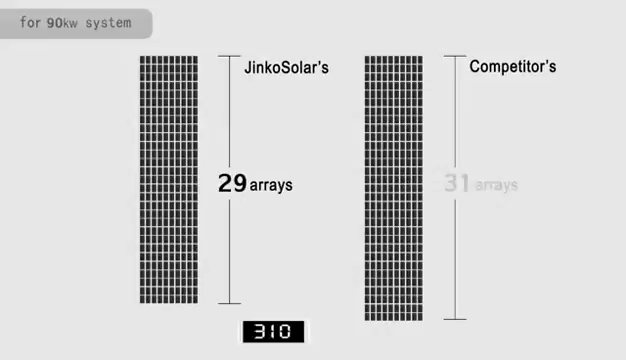 for 90kw system
JinkoSolar's
Competitor's
29 arrays
31 arrays
310